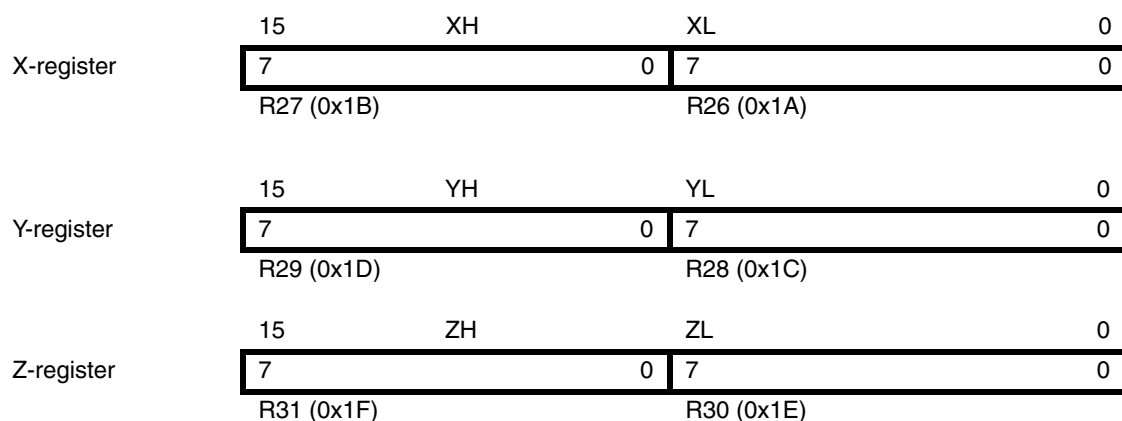 15 XH XL 0
X-register 7 0 7 0
R27 (0x1B) R26 (0x1A)
15 YH YL 0
Y-register 7 0 7 0
R29 (0x1D) R28 (0x1C)
15 ZH ZL 0
Z-register 7 0 7 0
R31 (0x1F) R30 (0x1E)